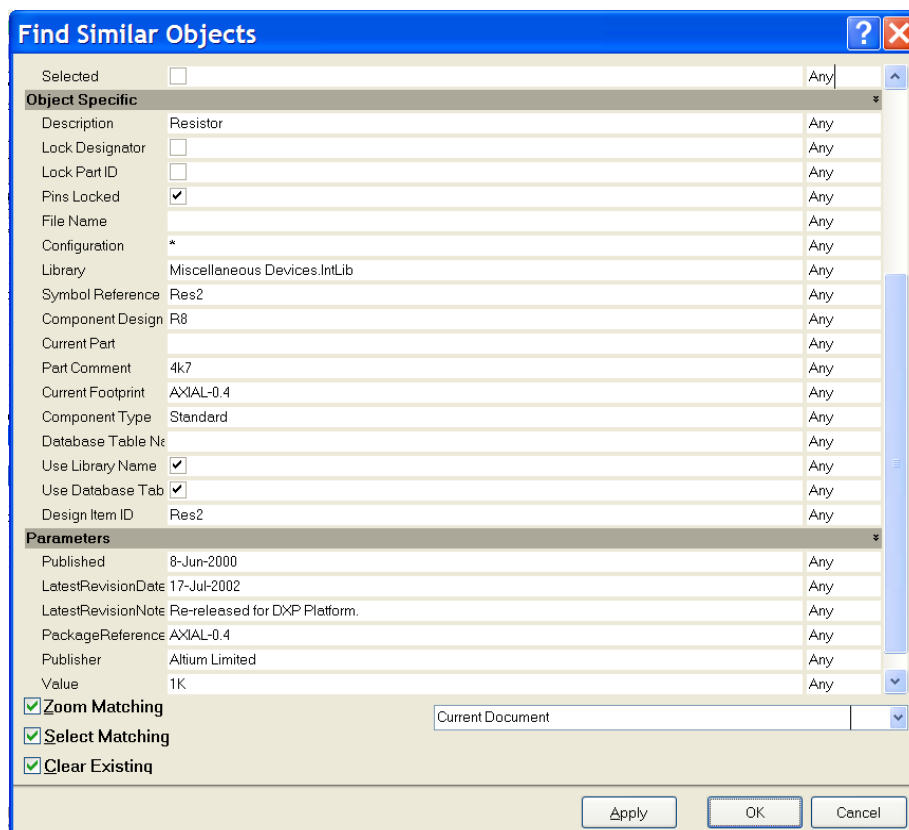 Find Similar Objects ?
Selected Any
Object Specific
Description Resistor Any
Lock Designator Any
Lock Part ID Any
Pins Locked Any
File Name Any
Configuration * Any
Library Miscellaneous Devices.IntLib Any
Symbol Reference Res2 Any
Component Design R8 Any
Current Part Any
Part Comment 4k7 Any
Current Footprint AXIAL-0.4 Any
Component Type Standard Any
Database Table Na Any
Use Library Name Any
Use Database Tab Any
Design Item ID Res2 Any
Parameters
Published 8-Jun-2000 Any
LatestRevisionDate 17-Jul-2002 Any
LatestRevisionNote Re-released for DXP Platform. Any
PackageReference AXIAL-0.4 Any
Publisher Altium Limited Any
Value 1K Any
Zoom Matching
Current Document
Select Matching
Clear Existing
Apply OK Cancel